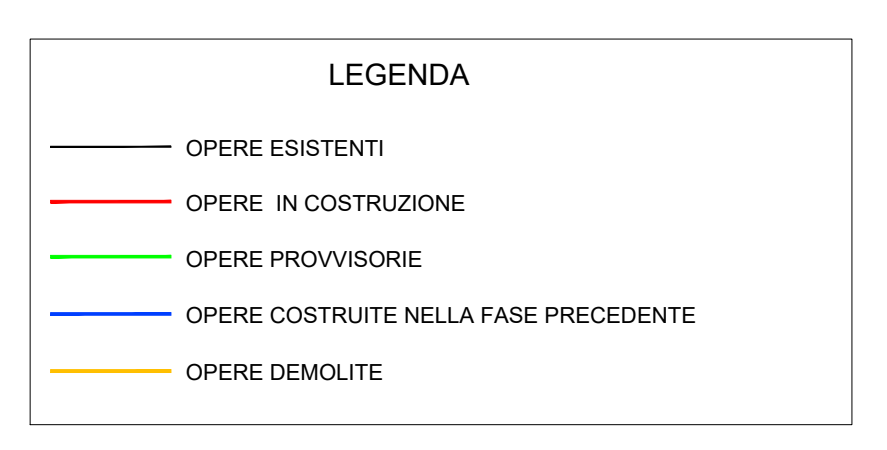 LEGENDA
OPERE ESISTENTI
OPERE IN COSTRUZIONE
OPERE PROVVISORIE
OPERE COSTRUITE NELLA FASE PRECEDENTE
OPERE DEMOLITE